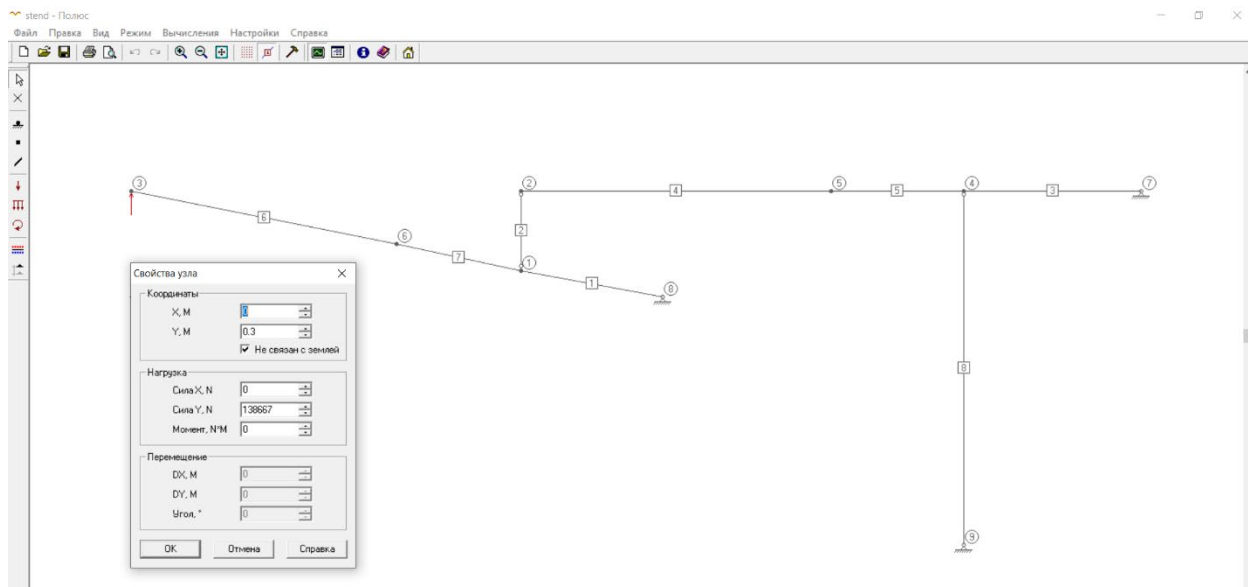 stend - Полюс
Файл Правка Вид Режим Вычисления Настройки Справка
3
2
5
4
7
4
5
3
6
2
6
7
1
1
8
8
9
Свойства узла
Координаты
X, М 0
Y, М 0.3
Не связан с землей
Нагрузка
Сила X, N 0
Сила Y, N 138667
Момент, N*М 0
Перемещение
DX, М 0
DY, М 0
Угол, ° 0
OK Отмена Справка